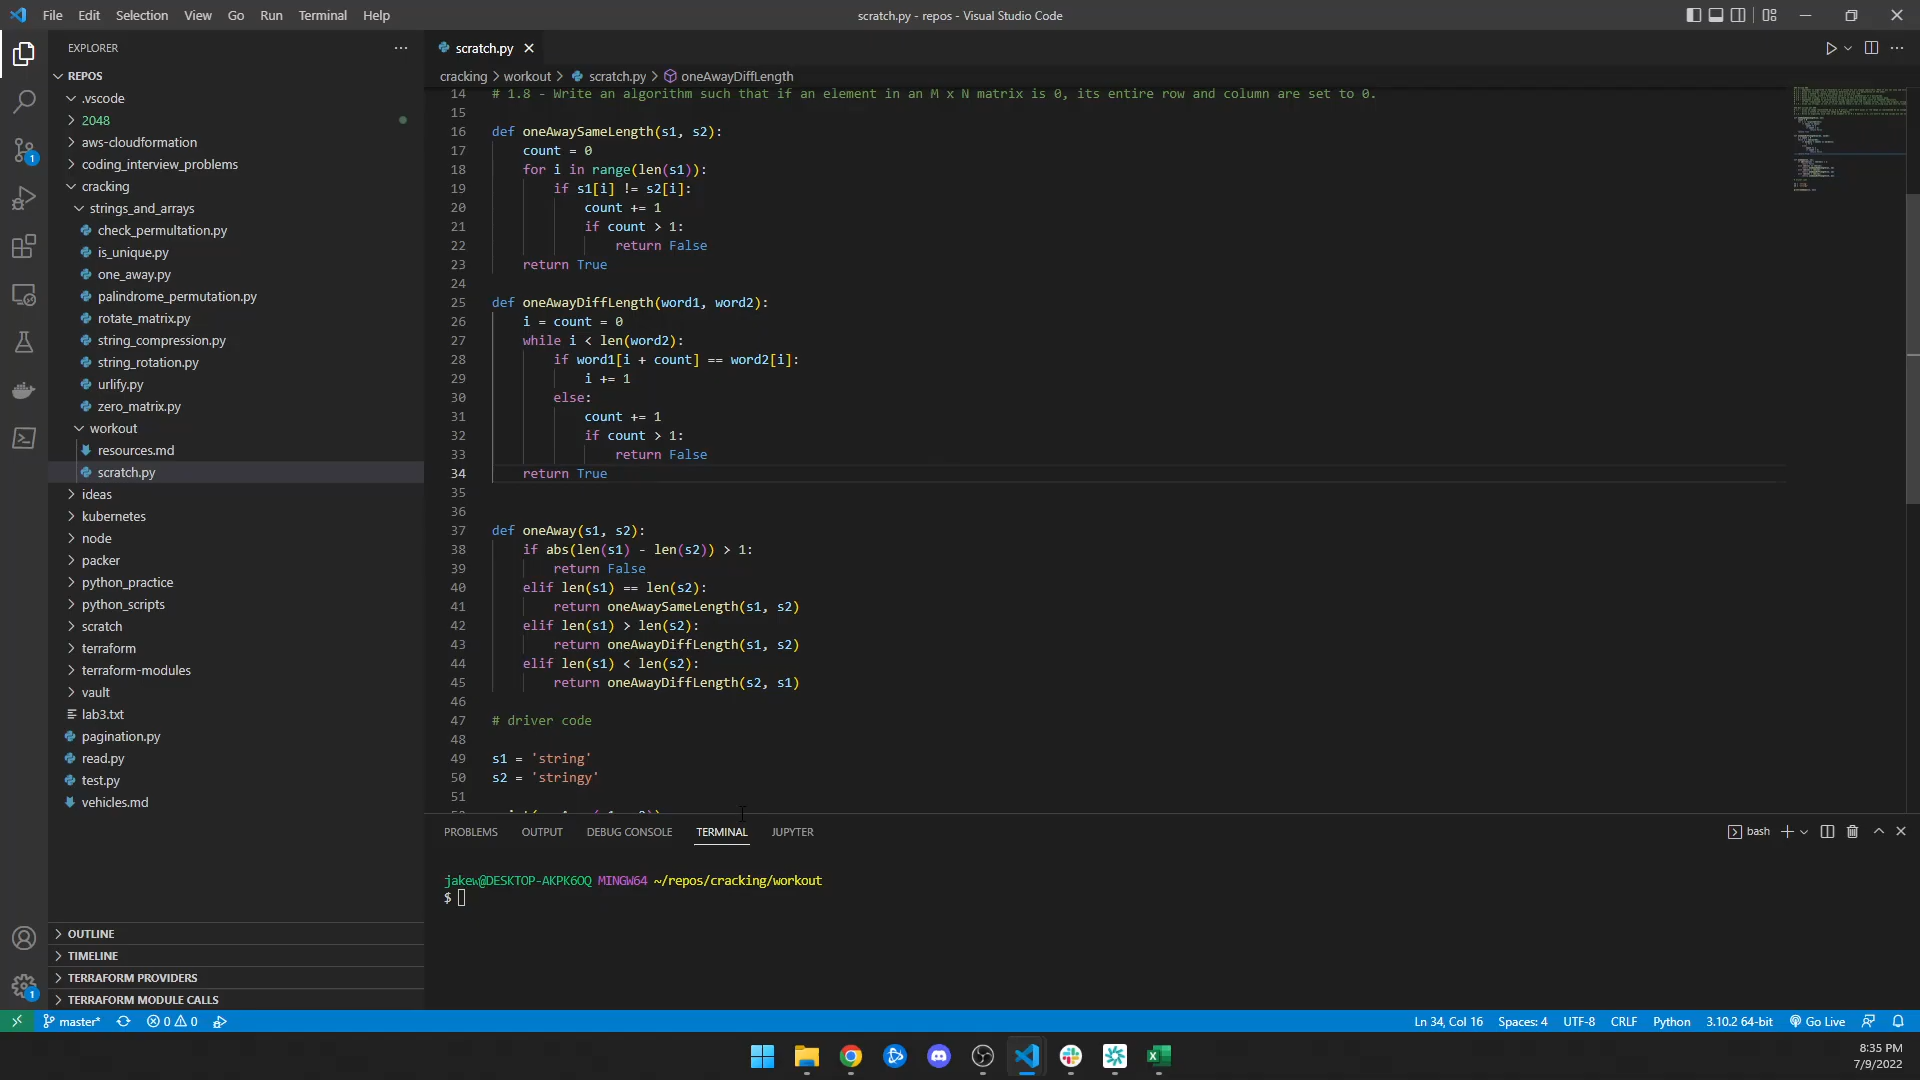 File Edit Selection View Go Run Terminal Help
scratch.py - repos - Visual Studio Code
EXPLORER
REPOS
.vscode
2048
aws-cloudformation
coding_interview_problems
cracking
strings_and_arrays
check_permultation.py
is_unique.py
one_away.py
palindrome_permutation.py
rotate_matrix.py
string_compression.py
string_rotation.py
urlify.py
zero_matrix.py
workout
resources.md
scratch.py
ideas
kubernetes
node
packer
python_practice
python_scripts
scratch
terraform
terraform-modules
vault
lab3.txt
pagination.py
read.py
test.py
vehicles.md
OUTLINE
TIMELINE
TERRAFORM PROVIDERS
TERRAFORM MODULE CALLS
1
1
scratch.py
cracking > workout > scratch.py > oneAwayDiffLength
14 # 1.8 - Write an algorithm such that if an element in an M x N matrix is 0, its entire row and column are set to 0.
15
16 def oneAwaySameLength(s1, s2):
17 count = 0
18 for i in range(len(s1)):
19 if s1[i] != s2[i]:
20 count += 1
21 if count > 1:
22 return False
23 return True
24
25 def oneAwayDiffLength(word1, word2):
26 i = count = 0
27 while i < len(word2):
28 if word1[i + count] == word2[i]:
29 i += 1
30 else:
31 count += 1
32 if count > 1:
33 return False
34 return True
35
36
37 def oneAway(s1, s2):
38 if abs(len(s1) - len(s2)) > 1:
39 return False
40 elif len(s1) == len(s2):
41 return oneAwaySameLength(s1, s2)
42 elif len(s1) > len(s2):
43 return oneAwayDiffLength(s1, s2)
44 elif len(s1) < len(s2):
45 return oneAwayDiffLength(s2, s1)
46
47 # driver code
48
49 s1 = 'string'
50 s2 = 'stringy'
51
PROBLEMS OUTPUT DEBUG CONSOLE TERMINAL JUPYTER
bash
jakew@DESKTOP-AKPK6OQ MINGW64 ~/repos/cracking/workout
$
master* 0 0
Ln 34, Col 16 Spaces: 4 UTF-8 CRLF Python 3.10.2 64-bit Go Live
8:35 PM
7/9/2022